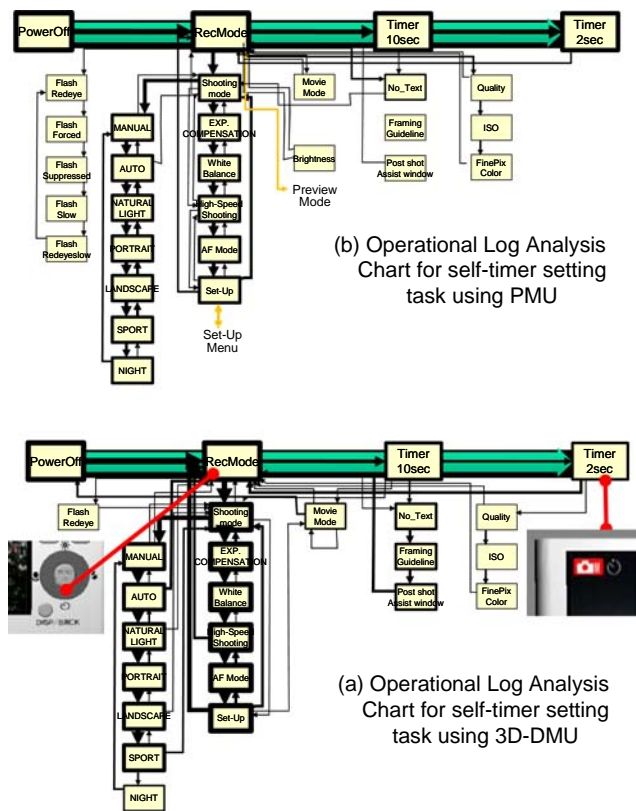 PowerOff
RecMode
Timer
10sec
Timer
2sec
Flash
Redeye
Flash
Forced
Flash
Suppressed
Flash
Slow
Flash
Redeyeslow
MANUAL
AUTO
NATURAL
LIGHT
PORTRAIT
LANDSCAPE
SPORT
NIGHT
Shooting
mode
EXP.
COMPENSATION
White
Balance
High-Speed
Shooting
AF Mode
Set-Up
Set-Up
Menu
Movie
Mode
Brightness
Preview
Mode
No_Text
Framing
Guideline
Post shot
Assist window
Quality
ISO
FinePix
Color
(b) Operational Log Analysis
Chart for self-timer setting
task using PMU
PowerOff
RecMode
Timer
10sec
Timer
2sec
Flash
Redeye
MANUAL
AUTO
NATURAL
LIGHT
PORTRAIT
LANDSCAPE
SPORT
NIGHT
Shooting
mode
EXP.
COMPENSATION
White
Balance
High-Speed
Shooting
AF Mode
Set-Up
Movie
Mode
No_Text
Framing
Guideline
Post shot
Assist window
Quality
ISO
FinePix
Color
DISP/BACK
(a) Operational Log Analysis
Chart for self-timer setting
task using 3D-DMU